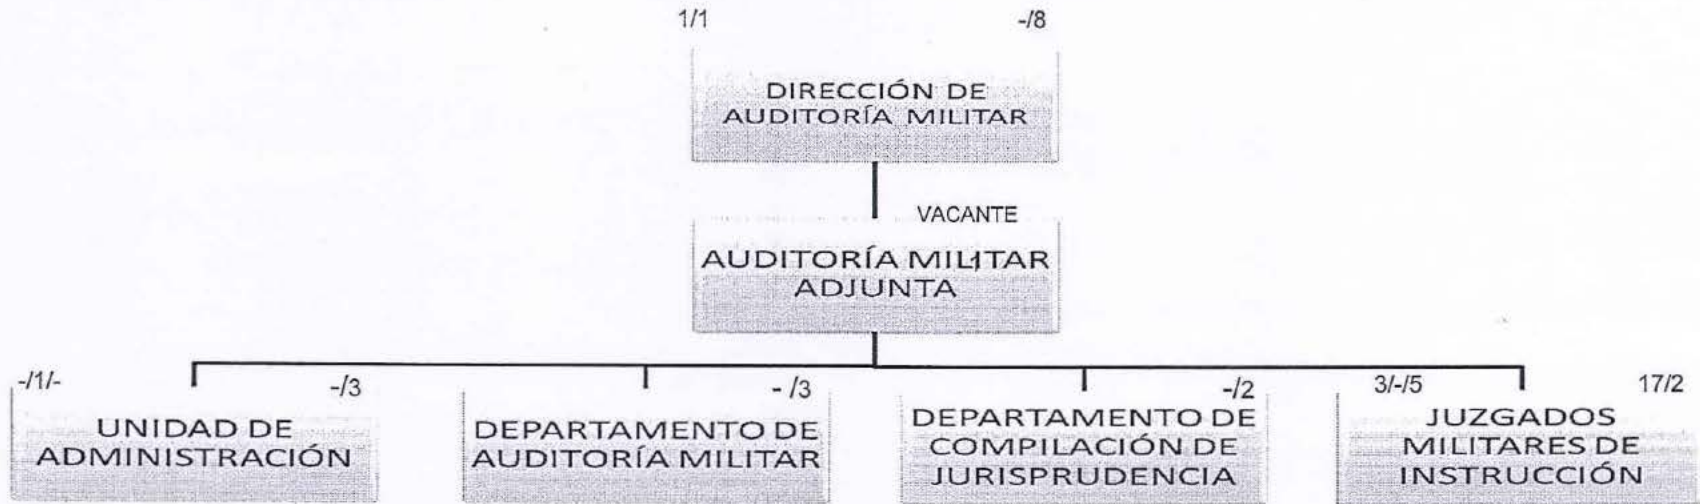 1/1 -/8
DIRECCIÓN DE
AUDITORÍA MILITAR
VACANTE
AUDITORÍA MILITAR
ADJUNTA
-/1/- -/3
UNIDAD DE
ADMINISTRACIÓN
- /3
DEPARTAMENTO DE
AUDITORÍA MILITAR
-/2
DEPARTAMENTO DE
COMPILACIÓN DE
JURISPRUDENCIA
3/-/5 17/2
JUZGADOS
MILITARES DE
INSTRUCCIÓN